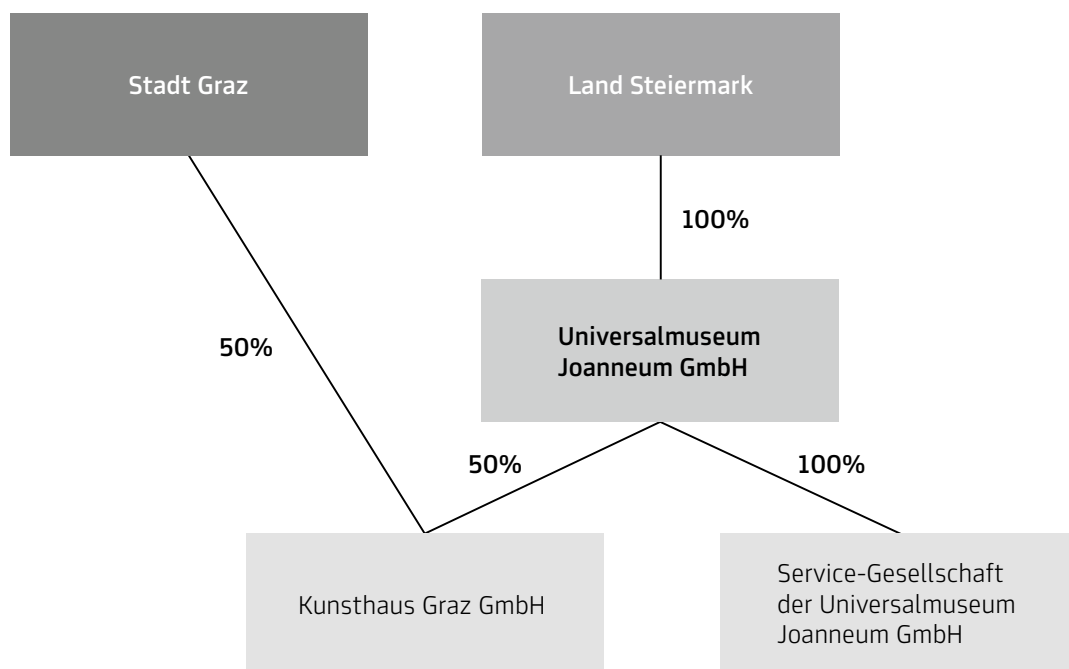 Stadt Graz
Land Steiermark
100%
Universalmuseum
Joanneum GmbH
50%
50%
100%
Kunsthaus Graz GmbH
Service-Gesellschaft
der Universalmuseum
Joanneum GmbH